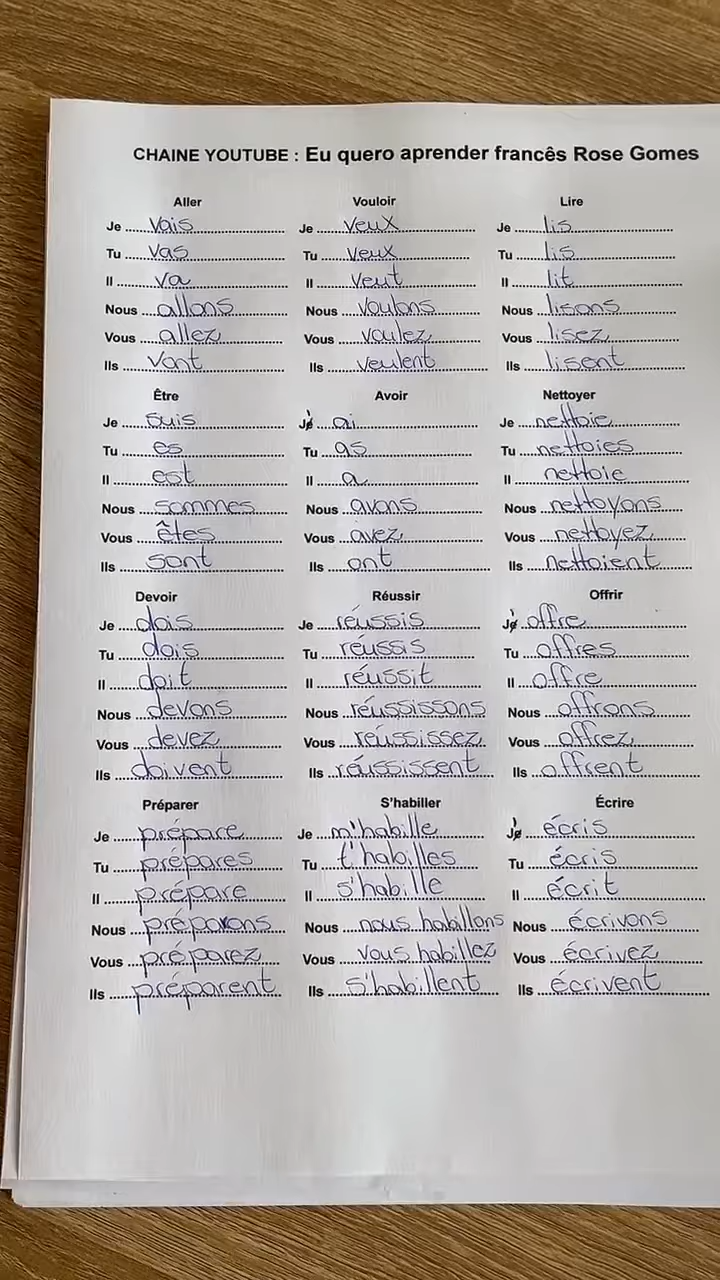 CHAINE YOUTUBE : Eu quero aprender francês Rose Gomes
Aller Vouloir Lire
Je vais Je veux Je lis
Tu vas Tu veux Tu lis
Il va Il veut Il lit
Nous allons Nous voulons Nous lisons
Vous allez Vous voulez Vous lisez
Ils vont Ils veulent Ils lisent
Être Avoir Nettoyer
Je suis J' ai Je nettoie
Tu es Tu as Tu nettoies
Il est Il a Il nettoie
Nous sommes Nous avons Nous nettoyons
Vous êtes Vous avez Vous nettoyez
Ils sont Ils ont Ils nettoient
Devoir Réussir Offrir
Je dois Je réussis J' offre
Tu dois Tu réussis Tu offres
Il doit Il réussit Il offre
Nous devons Nous réussissons Nous offrons
Vous devez Vous réussissez Vous offrez
Ils doivent Ils réussissent Ils offrent
Préparer S'habiller Écrire
Je prépare Je m'habille J' écris
Tu prépares Tu t'habilles Tu écris
Il prépare Il s'habille Il écrit
Nous préparons Nous nous habillons Nous écrivons
Vous préparez Vous vous habillez Vous écrivez
Ils préparent Ils s'habillent Ils écrivent